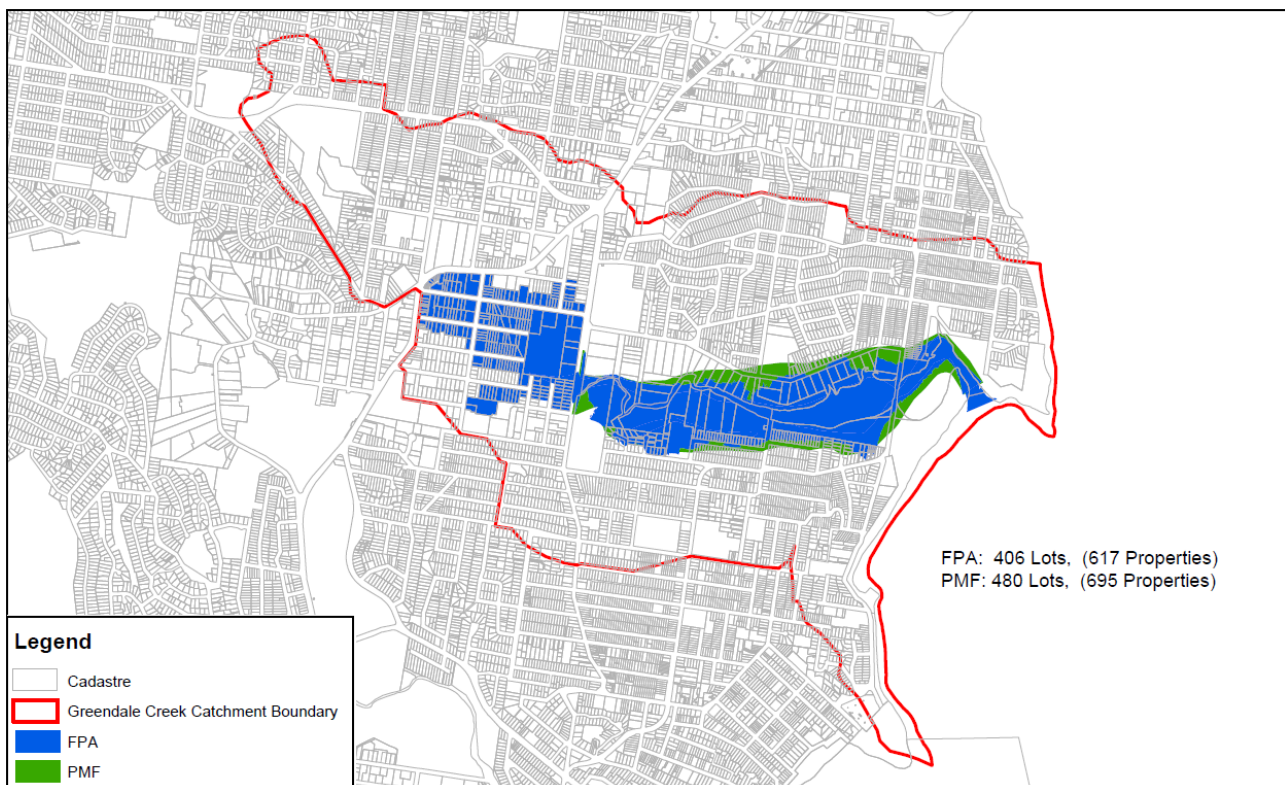 FPA: 406 Lots, (617 Properties)
PMF: 480 Lots, (695 Properties)
Legend
Cadastre
Greendale Creek Catchment Boundary
FPA
PMF